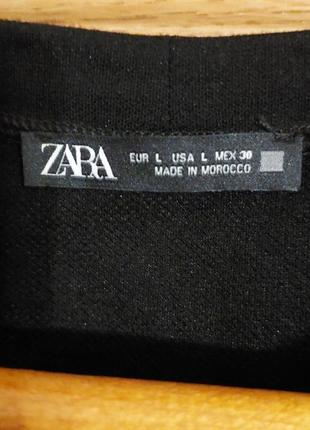 ZARA
EUR L USA L MEX 30
MADE IN MOROCCO